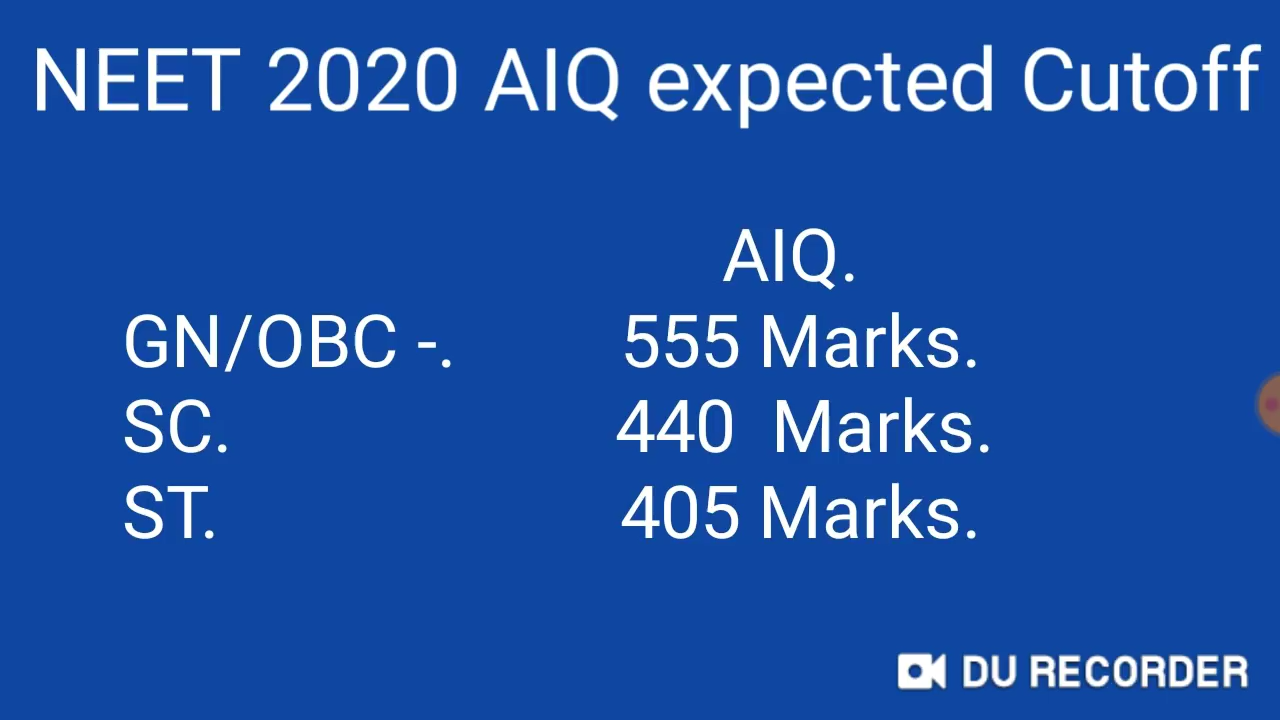 NEET 2020 AIQ expected Cutoff
AIQ.
GN/OBC -. 555 Marks.
SC. 440 Marks.
ST. 405 Marks.
DU RECORDER